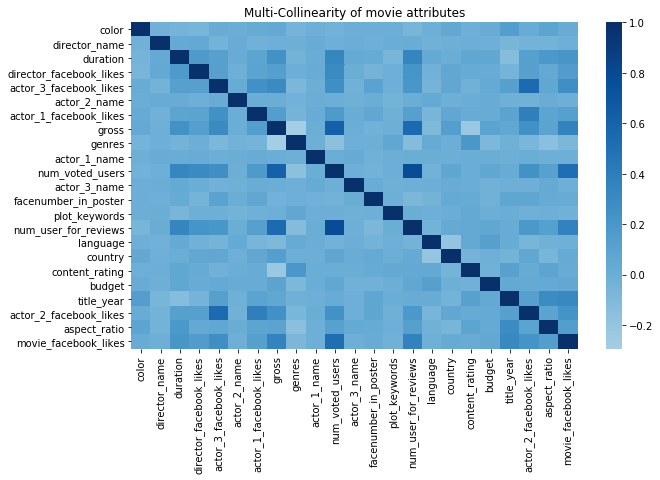 Multi-Collinearity of movie attributes
color
director_name
duration
director_facebook_likes
actor_3_facebook_likes
actor_2_name
actor_1_facebook_likes
gross
genres
actor_1_name
num_voted_users
actor_3_name
facenumber_in_poster
plot_keywords
num_user_for_reviews
language
country
content_rating
budget
title_year
actor_2_facebook_likes
aspect_ratio
movie_facebook_likes
color
director_name
duration
director_facebook_likes
actor_3_facebook_likes
actor_2_name
actor_1_facebook_likes
gross
genres
actor_1_name
num_voted_users
actor_3_name
facenumber_in_poster
plot_keywords
num_user_for_reviews
language
country
content_rating
budget
title_year
actor_2_facebook_likes
aspect_ratio
movie_facebook_likes
1.0
0.8
0.6
0.4
0.2
0.0
−0.2